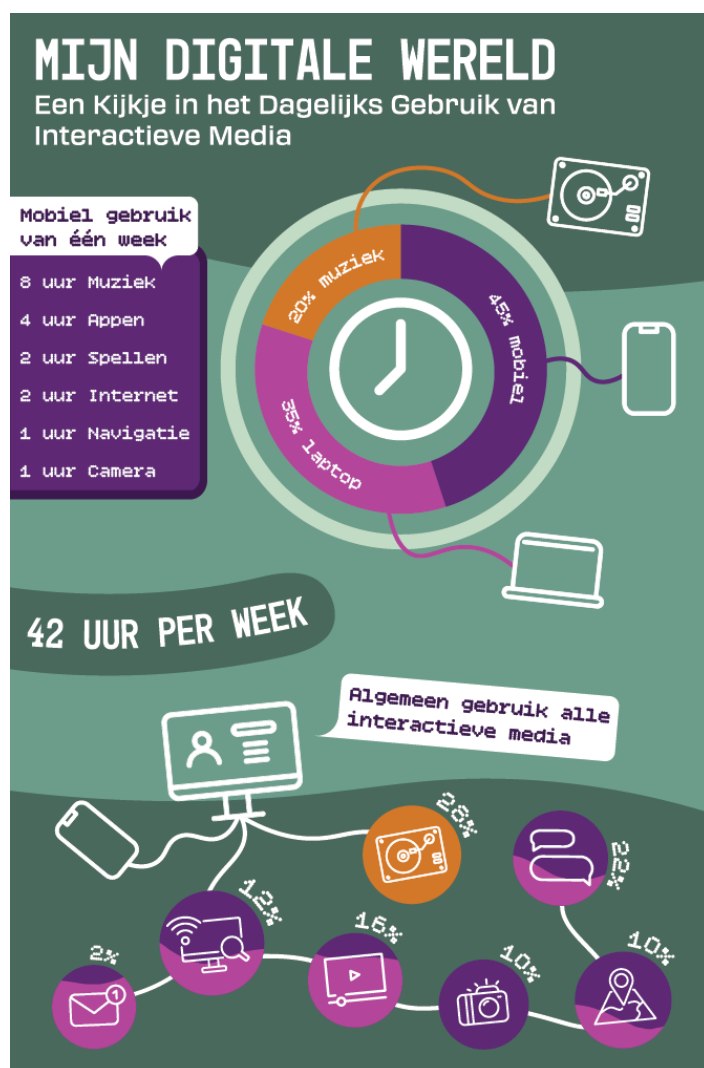 MIJN DIGITALE WERELD
Een Kijkje in het Dagelijks Gebruik van
Interactieve Media
Mobiel gebruik
van één week
8 uur Muziek
4 uur Appen
2 uur Spellen
2 uur Internet
1 uur Navigatie
1 uur Camera
20% muziek
45% mobiel
35% laptop
42 UUR PER WEEK
Algemeen gebruik alle
interactieve media
28%
22%
12%
16%
10%
10%
2%
1